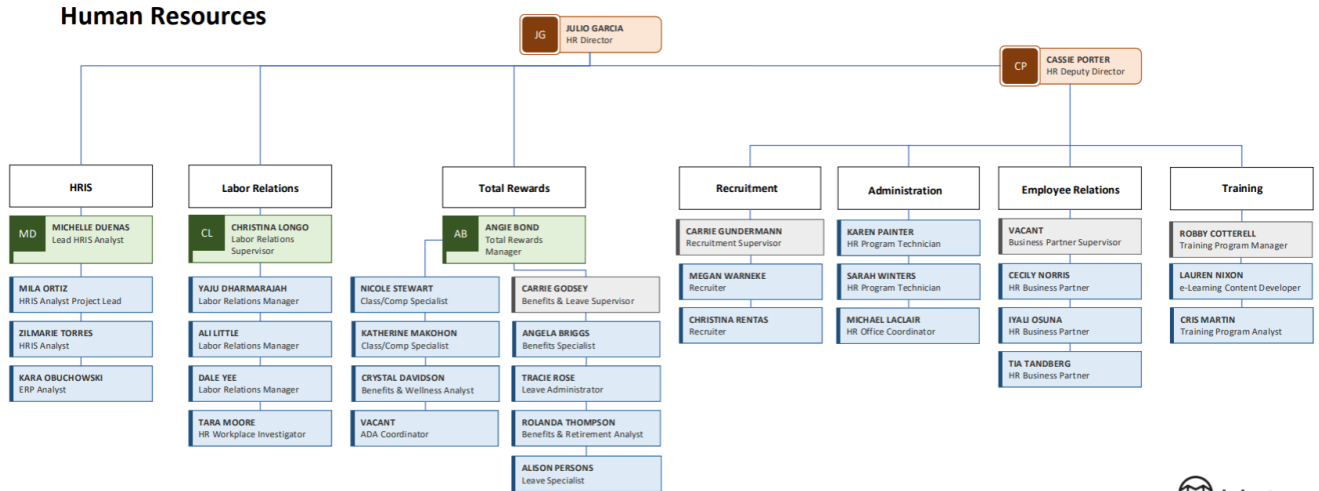 Human Resources
JG
JULIO GARCIA
HR Director
CP
CASSIE PORTER
HR Deputy Director
HRIS
MD
MICHELLE DUENAS
Lead HRIS Analyst
MILA ORTIZ
HRIS Analyst Project Lead
ZILMARIE TORRES
HRIS Analyst
KARA OBUCHOWSKI
ERP Analyst
Labor Relations
CL
CHRISTINA LONGO
Labor Relations
Supervisor
YAJU DHARMARAJAH
Labor Relations Manager
ALI LITTLE
Labor Relations Manager
DALE YEE
Labor Relations Manager
TARA MOORE
HR Workplace Investigator
Total Rewards
AB
ANGIE BOND
Total Rewards
Manager
NICOLE STEWART
Class/Comp Specialist
KATHERINE MAKOHON
Class/Comp Specialist
CRYSTAL DAVIDSON
Benefits & Wellness Analyst
VACANT
ADA Coordinator
CARRIE GODSEY
Benefits & Leave Supervisor
ANGELA BRIGGS
Benefits Specialist
TRACIE ROSE
Leave Administrator
ROLANDA THOMPSON
Benefits & Retirement Analyst
ALISON PERSONS
Leave Specialist
Recruitment
CARRIE GUNDERMANN
Recruitment Supervisor
MEGAN WARNEKE
Recruiter
CHRISTINA RENTAS
Recruiter
Administration
KAREN PAINTER
HR Program Technician
SARAH WINTERS
HR Program Technician
MICHAEL LACLAIR
HR Office Coordinator
Employee Relations
VACANT
Business Partner Supervisor
CECILY NORRIS
HR Business Partner
IYALI OSUNA
HR Business Partner
TIA TANDBERG
HR Business Partner
Training
ROBBY COTTERELL
Training Program Manager
LAUREN NIXON
e-Learning Content Developer
CRIS MARTIN
Training Program Analyst